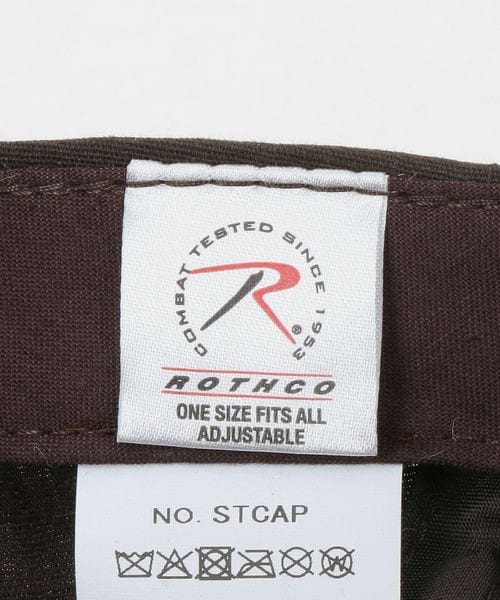 COMBAT TESTED SINCE 1953
R®
ROTHCO
ONE SIZE FITS ALL
ADJUSTABLE
NO. STCAP
W